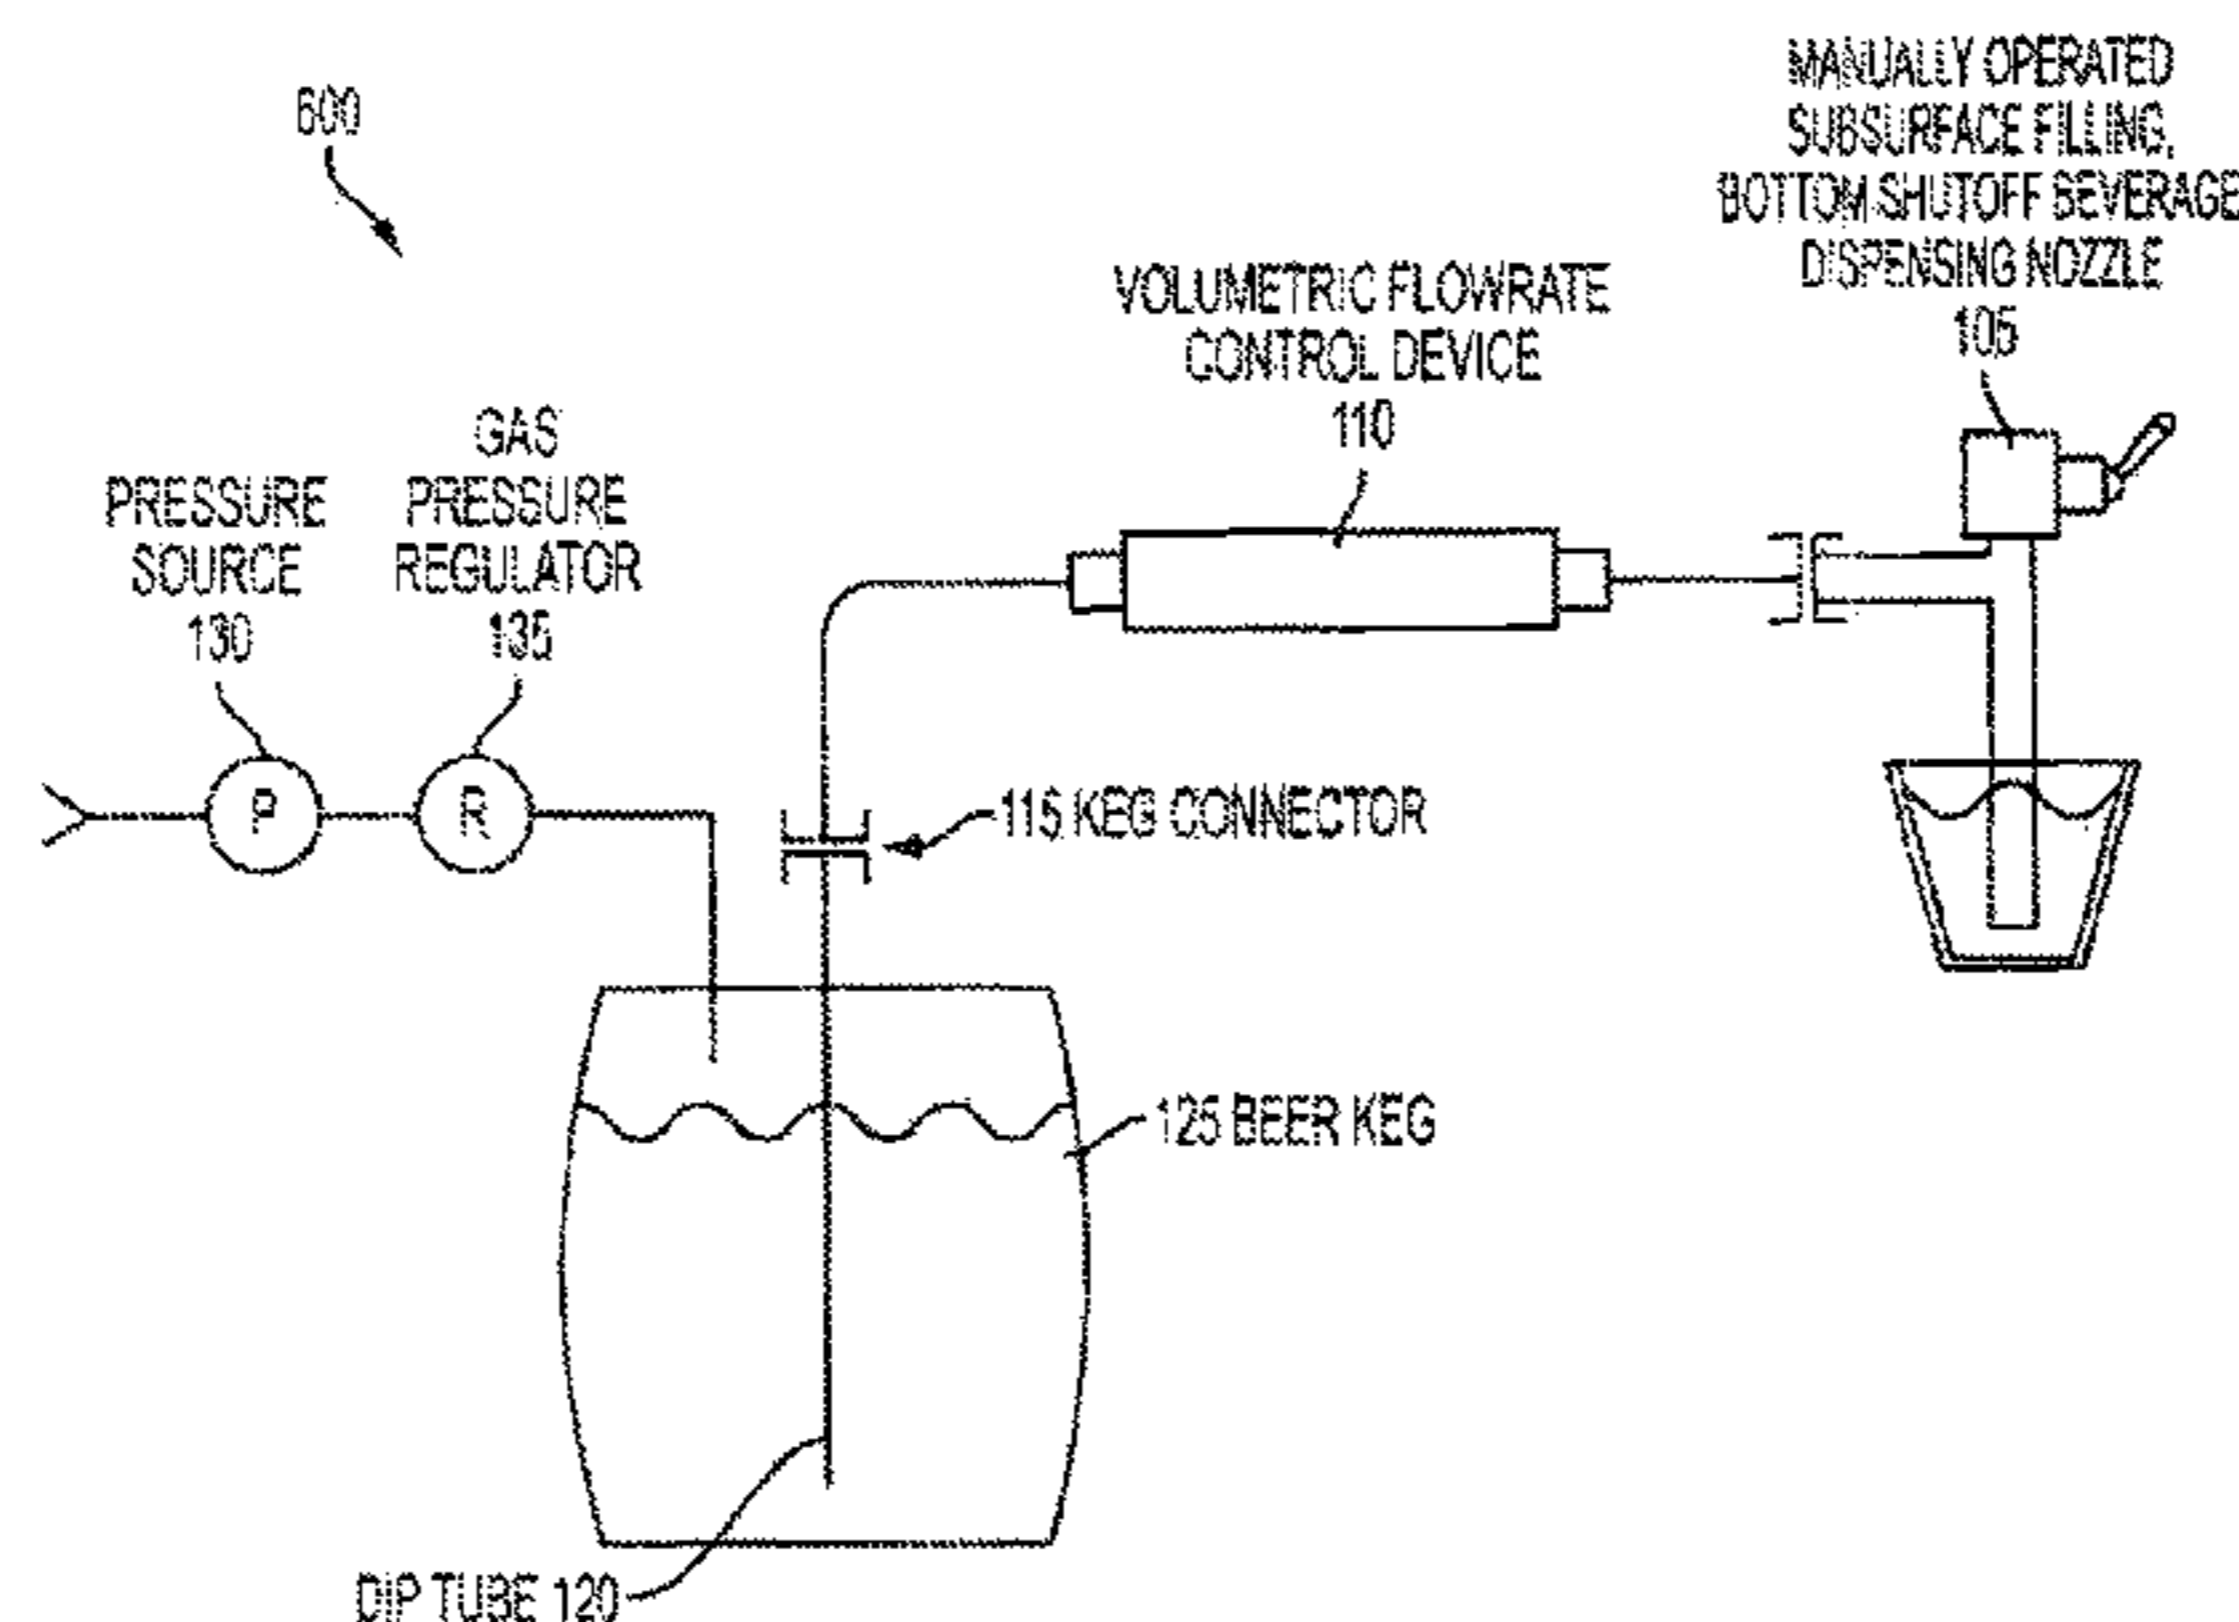 600
MANUALLY OPERATED
SUBSURFACE FILLING,
BOTTOM SHUTOFF BEVERAGE
DISPENSING NOZZLE
105
VOLUMETRIC FLOWRATE
CONTROL DEVICE
110
GAS
PRESSURE
REGULATOR
135
PRESSURE
SOURCE
130
P
R
115 KEG CONNECTOR
125 BEER KEG
DIP TUBE 120